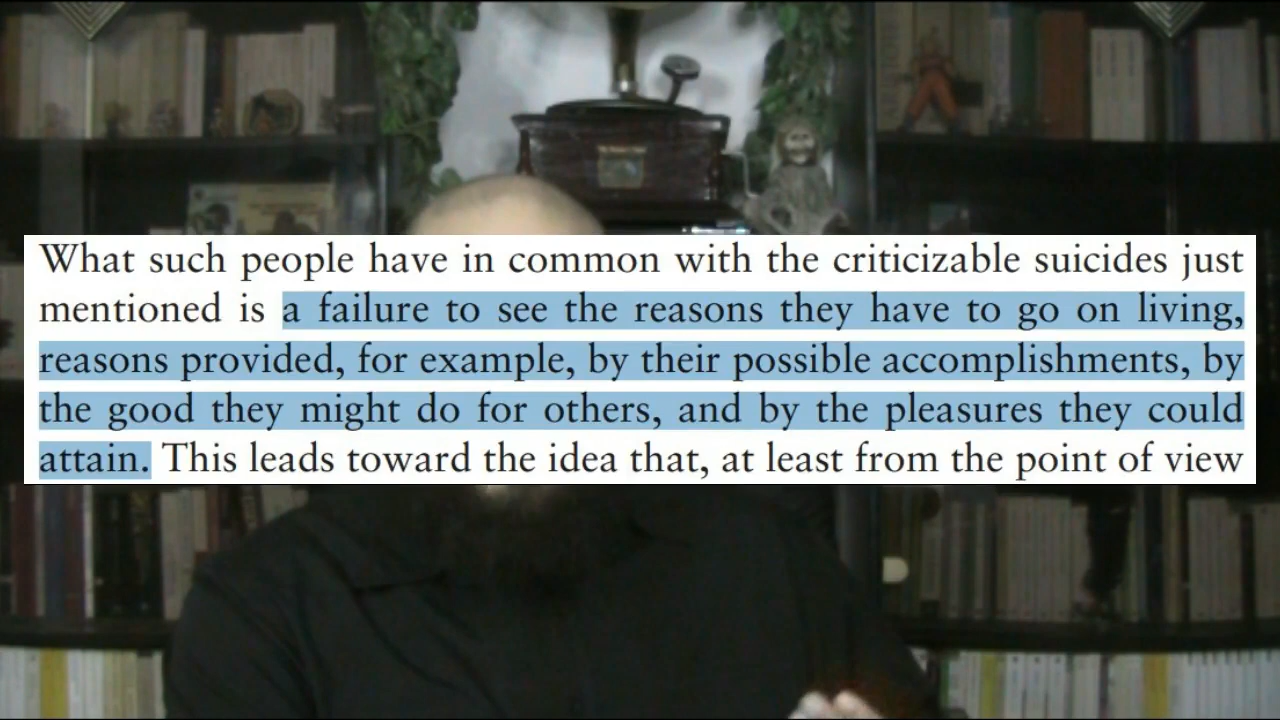 What such people have in common with the criticizable suicides just
mentioned is a failure to see the reasons they have to go on living,
reasons provided, for example, by their possible accomplishments, by
the good they might do for others, and by the pleasures they could
attain. This leads toward the idea that, at least from the point of view